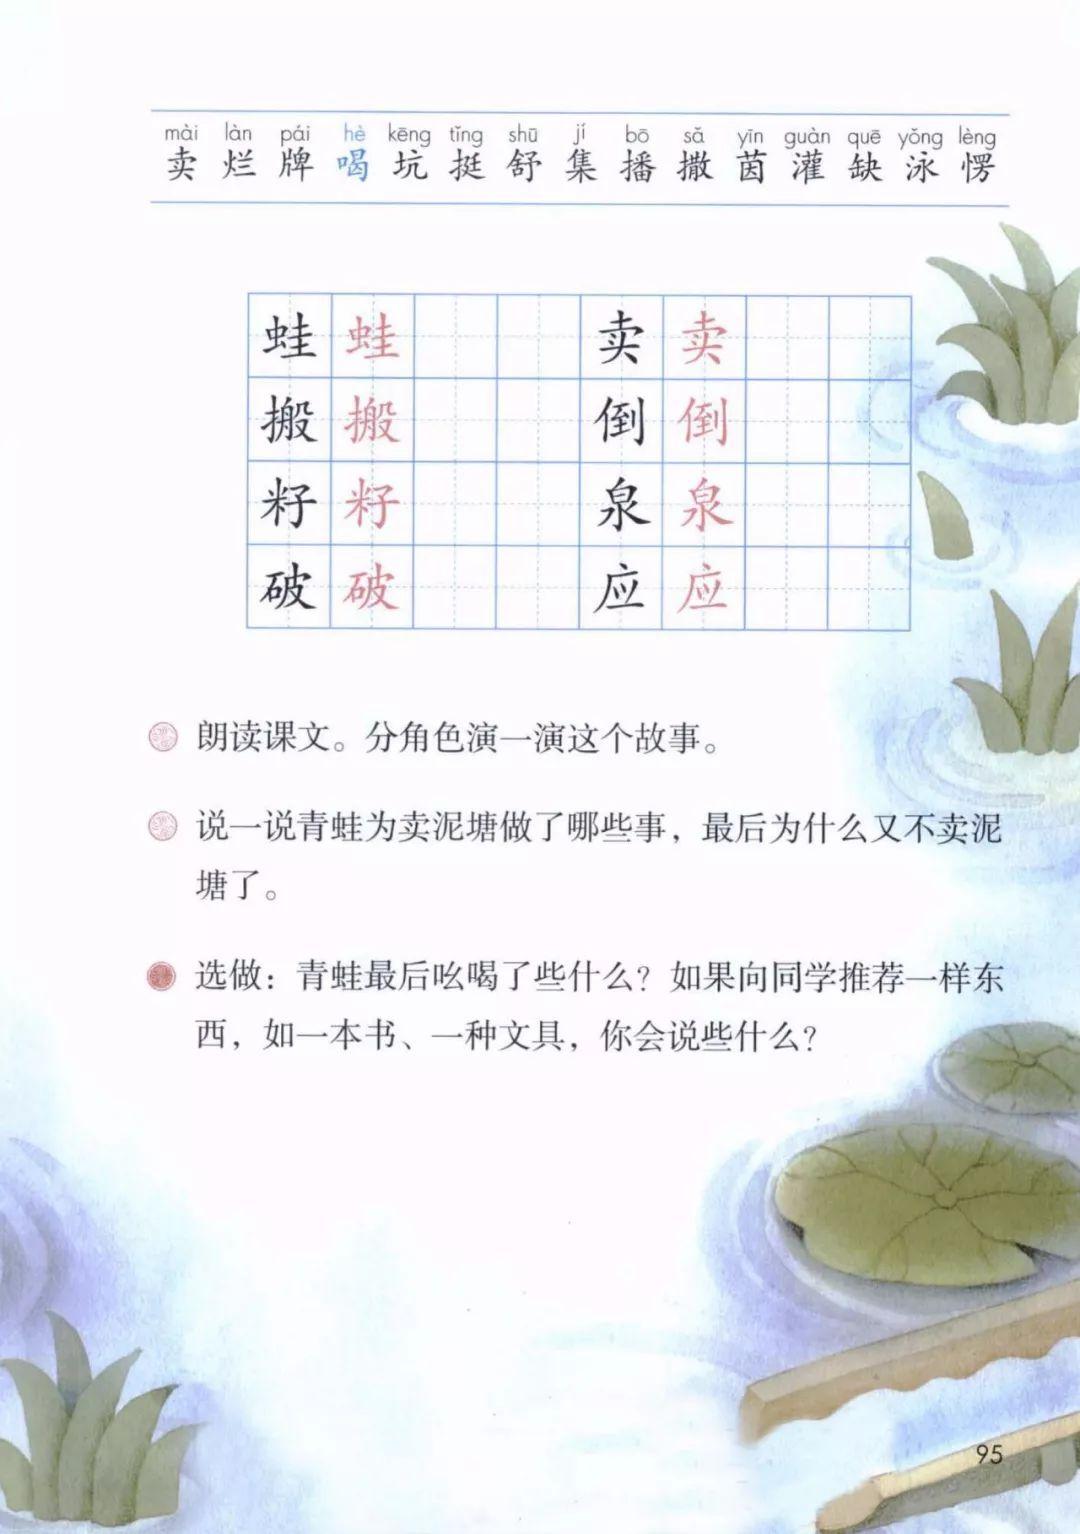 mài làn pái hè kēng tǐng shū jí bō sǎ yīn guàn quē yǒng lèng
卖 烂 牌 喝 坑 挺 舒 集 播 撒 茵 灌 缺 泳 愣
蛙 蛙 卖 卖
搬 搬 倒 倒
籽 籽 泉 泉
破 破 应 应
朗读课文。分角色演一演这个故事。
说一说青蛙为卖泥塘做了哪些事，最后为什么又不卖泥
塘了。
选做：青蛙最后吆喝了些什么？如果向同学推荐一样东
西，如一本书、一种文具，你会说些什么？
95